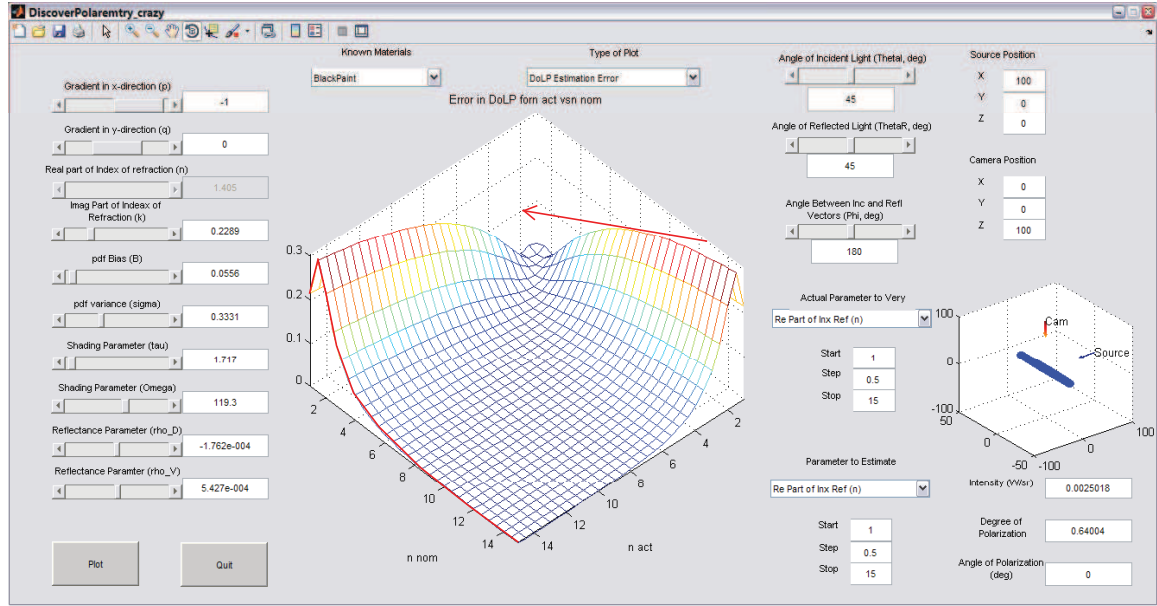 DiscoverPolaremtry_crazy
Gradient in x-direction (p)
-1
Gradient in y-direction (q)
0
Real part of Index of refraction (n)
1.405
Imag Part of Indeax of
Refraction (k)
0.2289
pdf Bias (B)
0.0556
pdf variance (sigma)
0.3331
Shading Parameter (tau)
1.717
Shading Parameter (Omega)
119.3
Reflectance Parameter (rho_D)
-1.762e-004
Reflectance Paramter (rho_V)
5.427e-004
Plot
Quit
Known Materials
BlackPaint
Type of Plot
DoLP Estimation Error
Error in DoLP forn act vsn nom
0.3
0.2
0.1
0
2
4
6
8
10
12
14
n nom
14
12
10
8
6
4
2
n act
Angle of Incident Light (ThetaI, deg)
45
Angle of Reflected Light (ThetaR, deg)
45
Angle Between Inc and Refl
Vectors (Phi, deg)
180
Source Position
X
100
Y
0
Z
0
Camera Position
X
0
Y
0
Z
100
Actual Parameter to Very
Re Part of Inx Ref (n)
Start
1
Step
0.5
Stop
15
Parameter to Estimate
Re Part of Inx Ref (n)
Start
1
Step
0.5
Stop
15
Cam
Source
100
0
-100
50
0
-50
-100
0
100
Intensity (W/sr)
0.0025018
Degree of
Polarization
0.64004
Angle of Polarization
(deg)
0